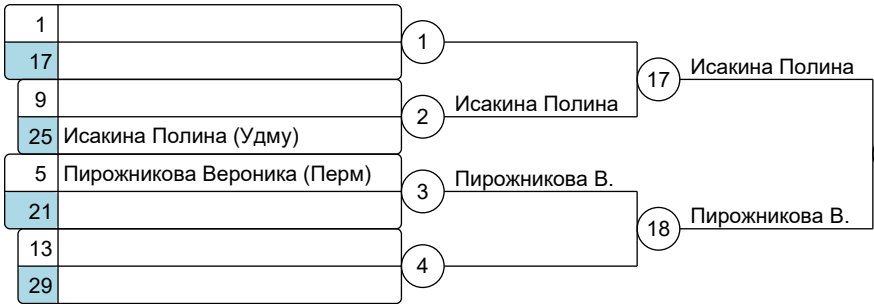 1
17
1
9
25 Исакина Полина (Удму)
2
Исакина Полина
17
Исакина Полина
5 Пирожникова Вероника (Перм)
21
3
Пирожникова В.
13
29
4
18
Пирожникова В.